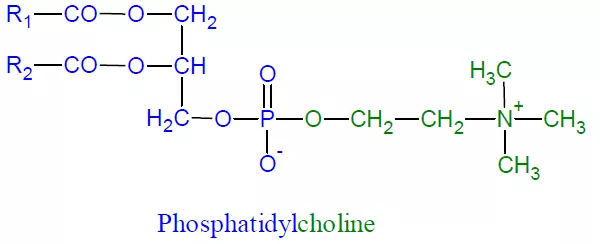 R₁—CO—O—CH₂
R₂—CO—O—CH
O
H₃C
H₂C—O—P—O—CH₂—CH₂—N⁺—CH₃
O⁻
CH₃
Phosphatidylcholine